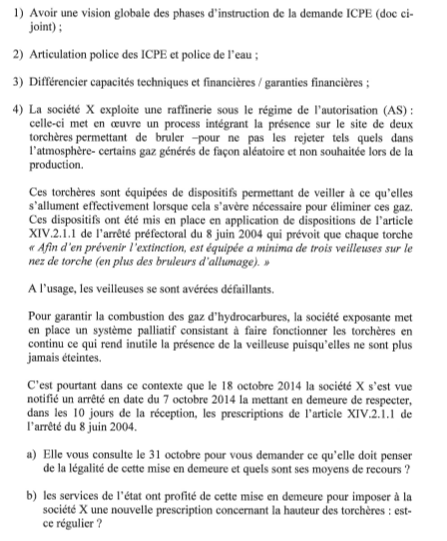 1) Avoir une vision globale des phases d'instruction de la demande ICPE (doc ci-
joint) ;
2) Articulation police des ICPE et police de l'eau ;
3) Différencier capacités techniques et financières / garanties financières ;
4) La société X exploite une raffinerie sous le régime de l'autorisation (AS) :
celle-ci met en œuvre un process intégrant la présence sur le site de deux
torchères permettant de bruler –pour ne pas les rejeter tels quels dans
l'atmosphère- certains gaz générés de façon aléatoire et non souhaitée lors de la
production.
Ces torchères sont équipées de dispositifs permettant de veiller à ce qu'elles
s'allument effectivement lorsque cela s'avère nécessaire pour éliminer ces gaz.
Ces dispositifs ont été mis en place en application de dispositions de l'article
XIV.2.1.1 de l'arrêté préfectoral du 8 juin 2004 qui prévoit que chaque torche
« Afin d'en prévenir l'extinction, est équipée a minima de trois veilleuses sur le
nez de torche (en plus des bruleurs d'allumage). »
A l'usage, les veilleuses se sont avérées défaillants.
Pour garantir la combustion des gaz d'hydrocarbures, la société exposante met
en place un système palliatif consistant à faire fonctionner les torchères en
continu ce qui rend inutile la présence de la veilleuse puisqu'elles ne sont plus
jamais éteintes.
C'est pourtant dans ce contexte que le 18 octobre 2014 la société X s'est vue
notifié un arrêté en date du 7 octobre 2014 la mettant en demeure de respecter,
dans les 10 jours de la réception, les prescriptions de l'article XIV.2.1.1 de
l'arrêté du 8 juin 2004.
a) Elle vous consulte le 31 octobre pour vous demander ce qu'elle doit penser
de la légalité de cette mise en demeure et quels sont ses moyens de recours ?
b) les services de l'état ont profité de cette mise en demeure pour imposer à la
société X une nouvelle prescription concernant la hauteur des torchères : est-
ce régulier ?